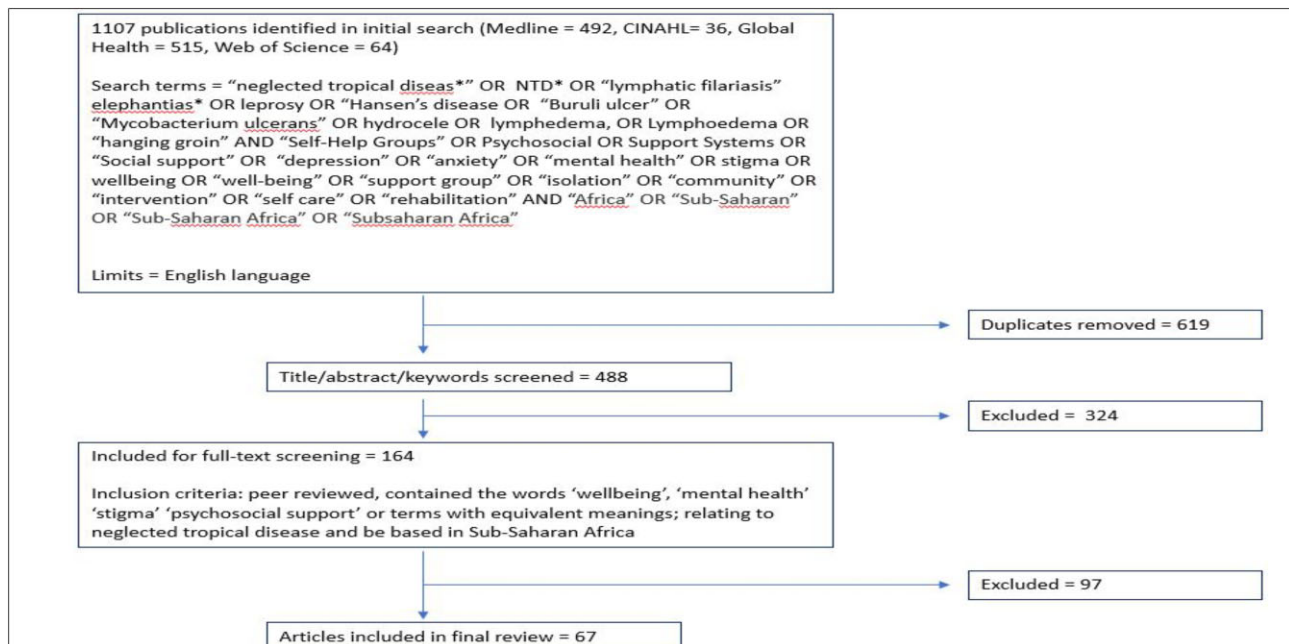 1107 publications identified in initial search (Medline = 492, CINAHL= 36, Global
Health = 515, Web of Science = 64)
Search terms = “neglected tropical diseas*” OR NTD* OR “lymphatic filariasis”
elephantias* OR leprosy OR “Hansen’s disease OR “Buruli ulcer” OR
“Mycobacterium ulcerans” OR hydrocele OR lymphedema, OR Lymphoedema OR
“hanging groin” AND “Self-Help Groups” OR Psychosocial OR Support Systems OR
“Social support” OR “depression” OR “anxiety” OR “mental health” OR stigma OR
wellbeing OR “well-being” OR “support group” OR “isolation” OR “community” OR
“intervention” OR “self care” OR “rehabilitation” AND “Africa” OR “Sub-Saharan”
OR “Sub-Saharan Africa” OR “Subsaharan Africa”
Limits = English language
Duplicates removed = 619
Title/abstract/keywords screened = 488
Excluded = 324
Included for full-text screening = 164
Inclusion criteria: peer reviewed, contained the words ‘wellbeing’, ‘mental health’
‘stigma’ ‘psychosocial support’ or terms with equivalent meanings; relating to
neglected tropical disease and be based in Sub-Saharan Africa
Excluded = 97
Articles included in final review = 67